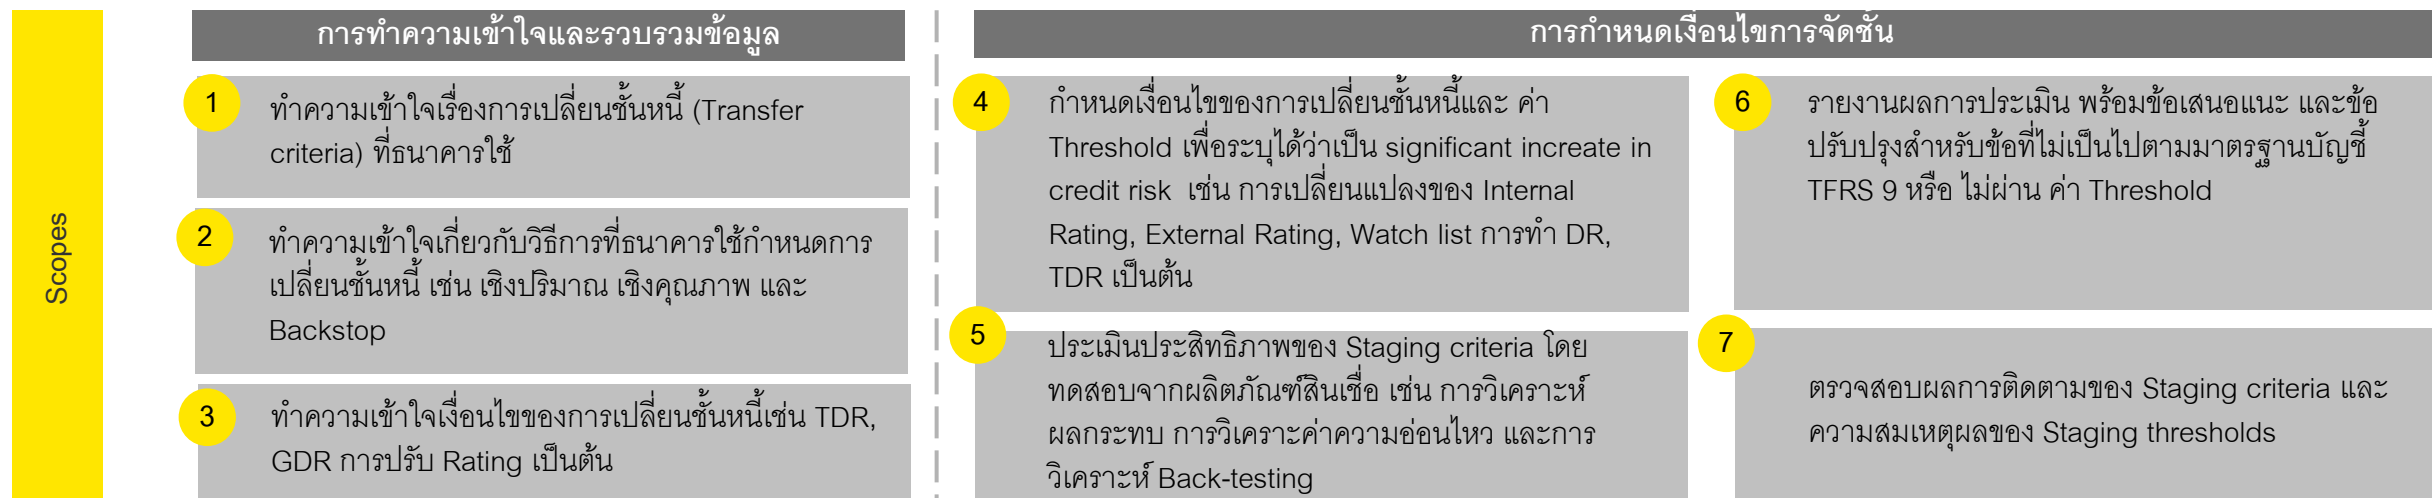 Scopes
การทำความเข้าใจและรวบรวมข้อมูล
1
ทำความเข้าใจเรื่องการเปลี่ยนชั้นหนี้ (Transfer
criteria) ที่ธนาคารใช้
2
ทำความเข้าใจเกี่ยวกับวิธีการที่ธนาคารใช้กำหนดการ
เปลี่ยนชั้นหนี้ เช่น เชิงปริมาณ เชิงคุณภาพ และ
Backstop
3
ทำความเข้าใจเงื่อนไขของการเปลี่ยนชั้นหนี้เช่น TDR,
GDR การปรับ Rating เป็นต้น
การกำหนดเงื่อนไขการจัดชั้น
4
กำหนดเงื่อนไขของการเปลี่ยนชั้นหนี้และ ค่า
Threshold เพื่อระบุได้ว่าเป็น significant increate in
credit risk เช่น การเปลี่ยนแปลงของ Internal
Rating, External Rating, Watch list การทำ DR,
TDR เป็นต้น
5
ประเมินประสิทธิภาพของ Staging criteria โดย
ทดสอบจากผลิตภัณฑ์สินเชื่อ เช่น การวิเคราะห์
ผลกระทบ การวิเคราะค่าความอ่อนไหว และการ
วิเคราะห์ Back-testing
6
รายงานผลการประเมิน พร้อมข้อเสนอแนะ และข้อ
ปรับปรุงสำหรับข้อที่ไม่เป็นไปตามมาตรฐานบัญชี
TFRS 9 หรือ ไม่ผ่าน ค่า Threshold
7
ตรวจสอบผลการติดตามของ Staging criteria และ
ความสมเหตุผลของ Staging thresholds